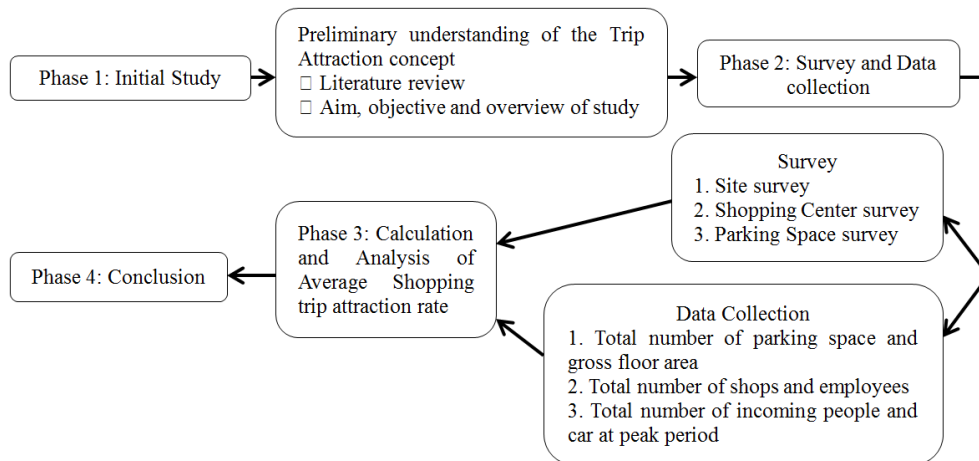 Phase 1: Initial Study
Preliminary understanding of the Trip
Attraction concept
□ Literature review
□ Aim, objective and overview of study
Phase 2: Survey and Data
collection
Survey
1. Site survey
2. Shopping Center survey
3. Parking Space survey
Data Collection
1. Total number of parking space and
gross floor area
2. Total number of shops and employees
3. Total number of incoming people and
car at peak period
Phase 3: Calculation
and Analysis of
Average Shopping
trip attraction rate
Phase 4: Conclusion